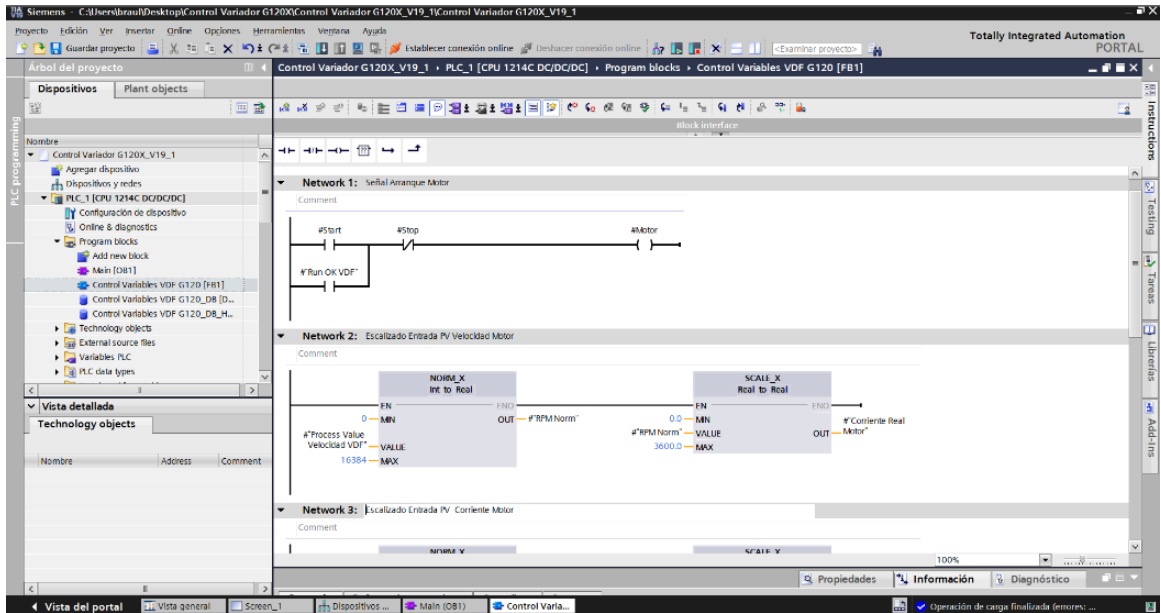 Siemens - C:\Users\braul\Desktop\Control Variador G120X\Control Variador G120X_V19_1\Control Variador G120X_V19_1
Proyecto Edición Ver Insertar Online Opciones Herramientas Ventana Ayuda
Totally Integrated Automation
PORTAL
Guardar proyecto
Establecer conexión online
Deshacer conexión online
<Examinar proyecto>
Árbol del proyecto
Control Variador G120X_V19_1 PLC_1 [CPU 1214C DC/DC/DC] Program blocks Control Variables VDF G120 [FB1]
Dispositivos
Plant objects
Block interface
Nombre
Control Variador G120X_V19_1
Agregar dispositivo
Dispositivos y redes
PLC_1 [CPU 1214C DC/DC/DC]
Configuración de dispositivo
Online & diagnostics
Program blocks
Add new block
Main [OB1]
Control Variables VDF G120 [FB1]
Control Variables VDF G120_DB [D...
Control Variables VDF G120_DB_H...
Technology objects
External source files
Variables PLC
PLC data types
Vista detallada
Technology objects
Nombre Address Comment
PLC programming
Network 1: Señal Arranque Motor
Comment
#Start #Stop #Motor
#"Run OK VDF"
Network 2: Escalizado Entrada PV Velocidad Motor
Comment
NORM_X
Int to Real
EN ENO
0 MIN OUT #"RPM Norm"
#"Process Value
Velocidad VDF" VALUE
16384 MAX
SCALE_X
Real to Real
EN ENO
0.0 MIN
#"RPM Norm" VALUE
3600.0 MAX
OUT #"Corriente Real
Motor"
Network 3: Escalizado Entrada PV Corriente Motor
Comment
NORM_X SCALE_X
100%
Instructions
Testing
Tareas
Librerías
Add-Ins
Propiedades Información Diagnóstico
Vista del portal Vista general Screen_1 Dispositivos ... Main (OB1) Control Varia...
Operación de carga finalizada (errores: ...